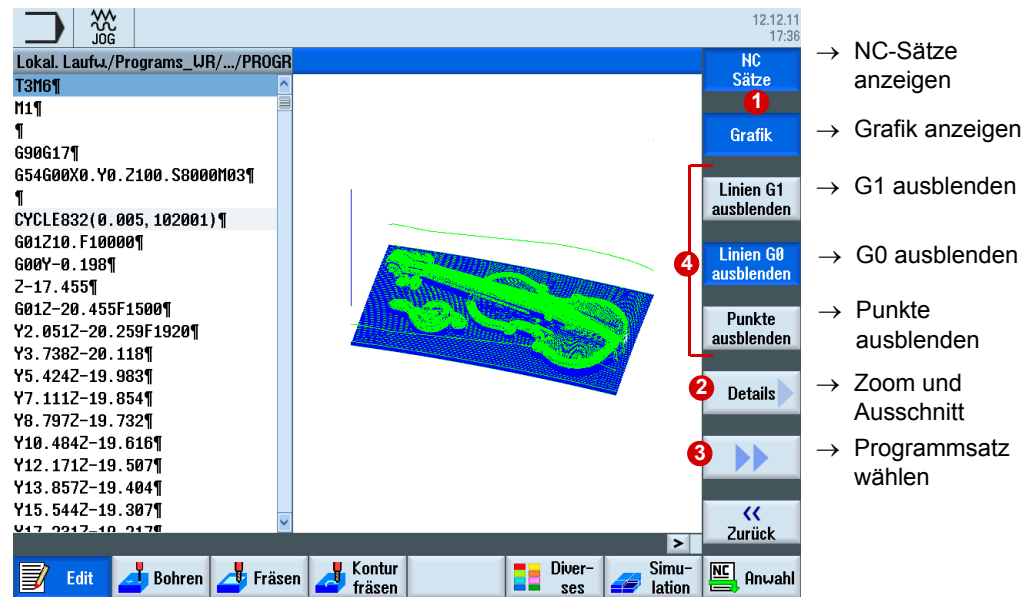 JOG
12.12.11
17:36
Lokal. Laufw./Programs_WR/.../PROGR
T3M6¶
M1¶
¶
G90G17¶
G54G00X0.Y0.Z100.S8000M03¶
¶
CYCLE832(0.005,102001)¶
G01Z10.F10000¶
G00Y-0.198¶
Z-17.455¶
G01Z-20.455F1500¶
Y2.051Z-20.259F1920¶
Y3.738Z-20.118¶
Y5.424Z-19.983¶
Y7.111Z-19.854¶
Y8.797Z-19.732¶
Y10.484Z-19.616¶
Y12.171Z-19.507¶
Y13.857Z-19.404¶
Y15.544Z-19.307¶
Y17.231Z-19.217¶
NC
Sätze
1
Grafik
Linien G1
ausblenden
4
Linien G0
ausblenden
Punkte
ausblenden
2
Details
3
<<
Zurück
>
→ NC-Sätze
anzeigen
→ Grafik anzeigen
→ G1 ausblenden
→ G0 ausblenden
→ Punkte
ausblenden
→ Zoom und
Ausschnitt
→ Programmsatz
wählen
Edit
Bohren
Fräsen
Kontur
fräsen
Diver-
ses
Simu-
lation
NC
Anwahl